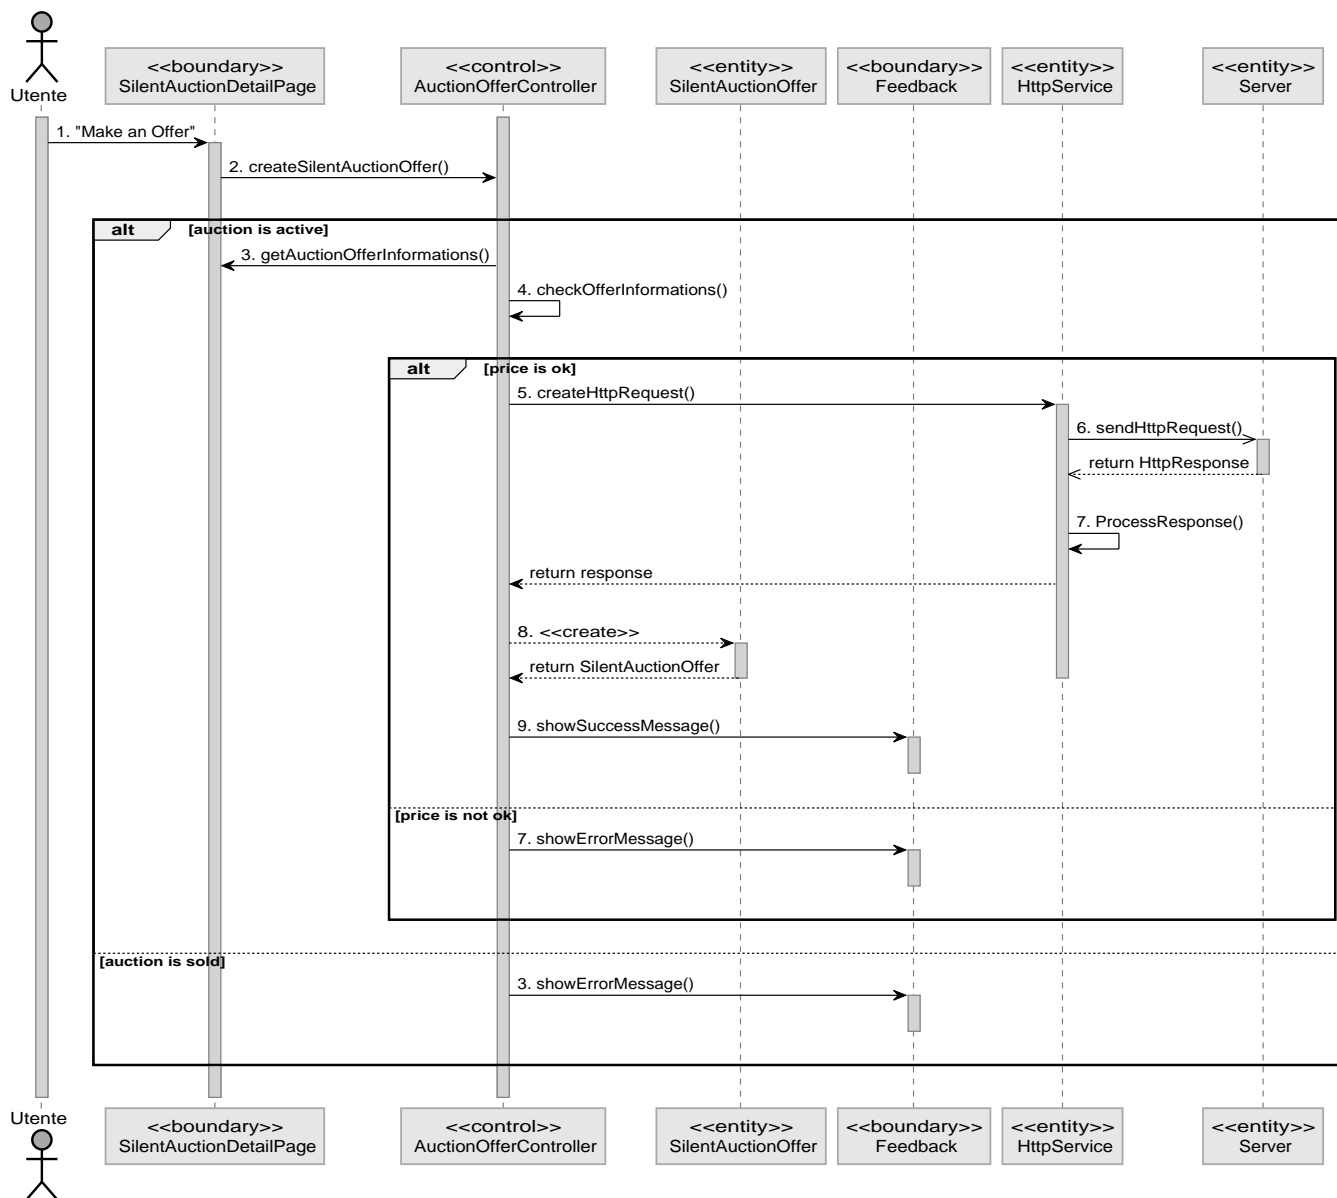 Utente
<<boundary>>
SilentAuctionDetailPage
<<control>>
AuctionOfferController
<<entity>>
SilentAuctionOffer
<<boundary>>
Feedback
<<entity>>
HttpService
<<entity>>
Server
1. "Make an Offer"
2. createSilentAuctionOffer()
alt
[auction is active]
3. getAuctionOfferInformations()
4. checkOfferInformations()
alt
[price is ok]
5. createHttpRequest()
6. sendHttpRequest()
return HttpResponse
7. ProcessResponse()
return response
8. <<create>>
return SilentAuctionOffer
9. showSuccessMessage()
[price is not ok]
7. showErrorMessage()
[auction is sold]
3. showErrorMessage()
Utente
<<boundary>>
SilentAuctionDetailPage
<<control>>
AuctionOfferController
<<entity>>
SilentAuctionOffer
<<boundary>>
Feedback
<<entity>>
HttpService
<<entity>>
Server